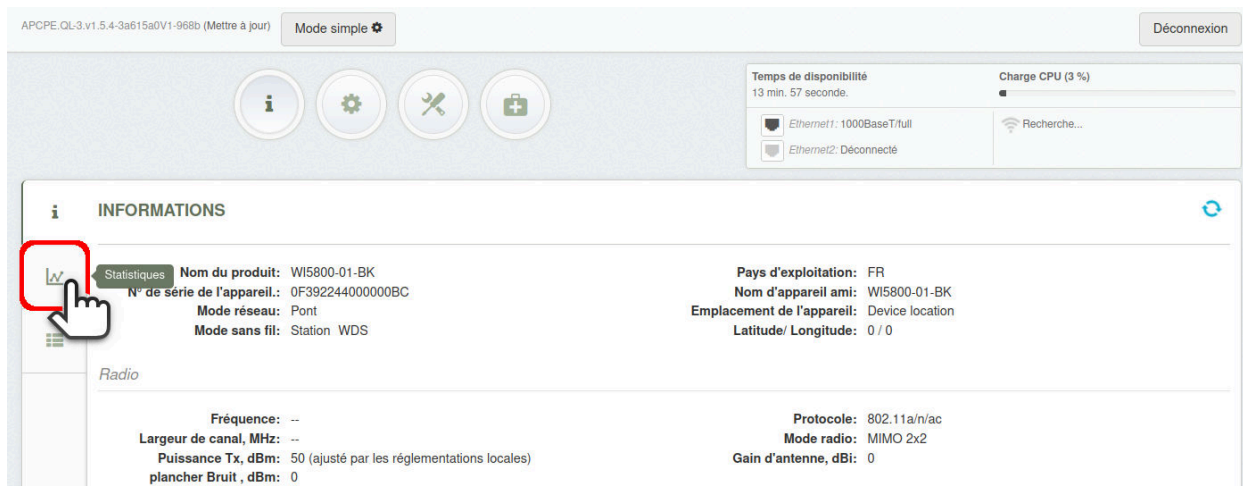 APCPE.QL-3.v1.5.4-3a615a0V1-968b (Mettre à jour)
Mode simple
Déconnexion
Temps de disponibilité
13 min. 57 seconde.
Charge CPU (3 %)
Ethernet1: 1000BaseT/full
Ethernet2: Déconnecté
Recherche...
INFORMATIONS
Statistiques
Nom du produit: WI5800-01-BK
N° de série de l'appareil.: 0F392244000000BC
Mode réseau: Pont
Mode sans fil: Station WDS
Pays d'exploitation: FR
Nom d'appareil ami: WI5800-01-BK
Emplacement de l'appareil: Device location
Latitude/ Longitude: 0 / 0
Radio
Fréquence: --
Largeur de canal, MHz: --
Puissance Tx, dBm: 50 (ajusté par les réglementations locales)
plancher Bruit , dBm: 0
Protocole: 802.11a/n/ac
Mode radio: MIMO 2x2
Gain d'antenne, dBi: 0